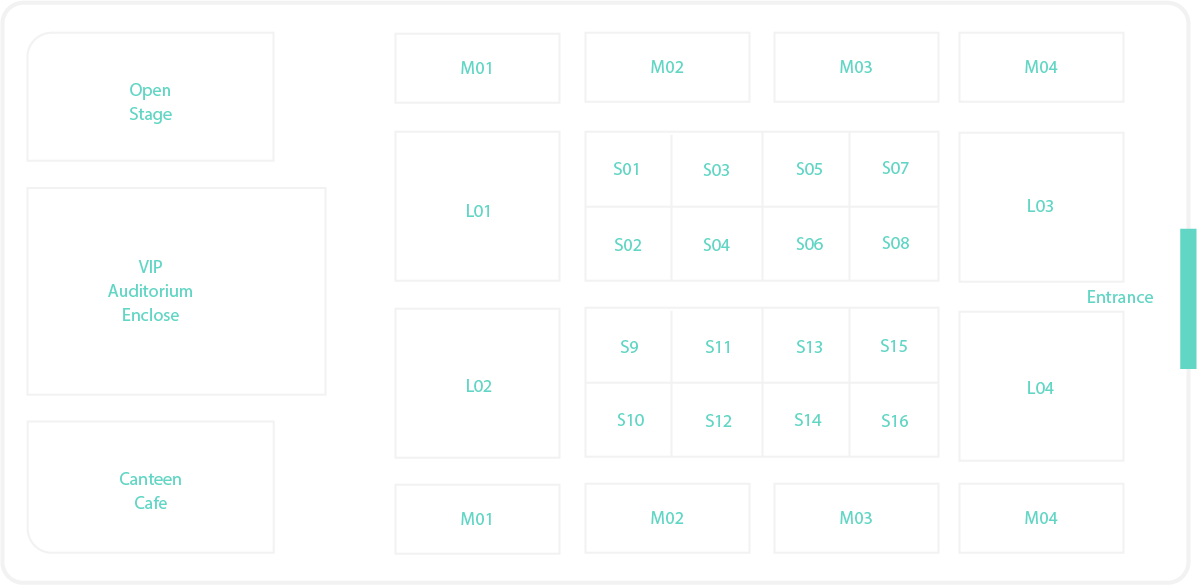 Open
Stage
M01
M02
M03
M04
S01
S03
S05
S07
L01
L03
S02
S04
S06
S08
VIP
Auditorium
Enclose
Entrance
S9
S11
S13
S15
L02
L04
S10
S12
S14
S16
Canteen
Cafe
M01
M02
M03
M04